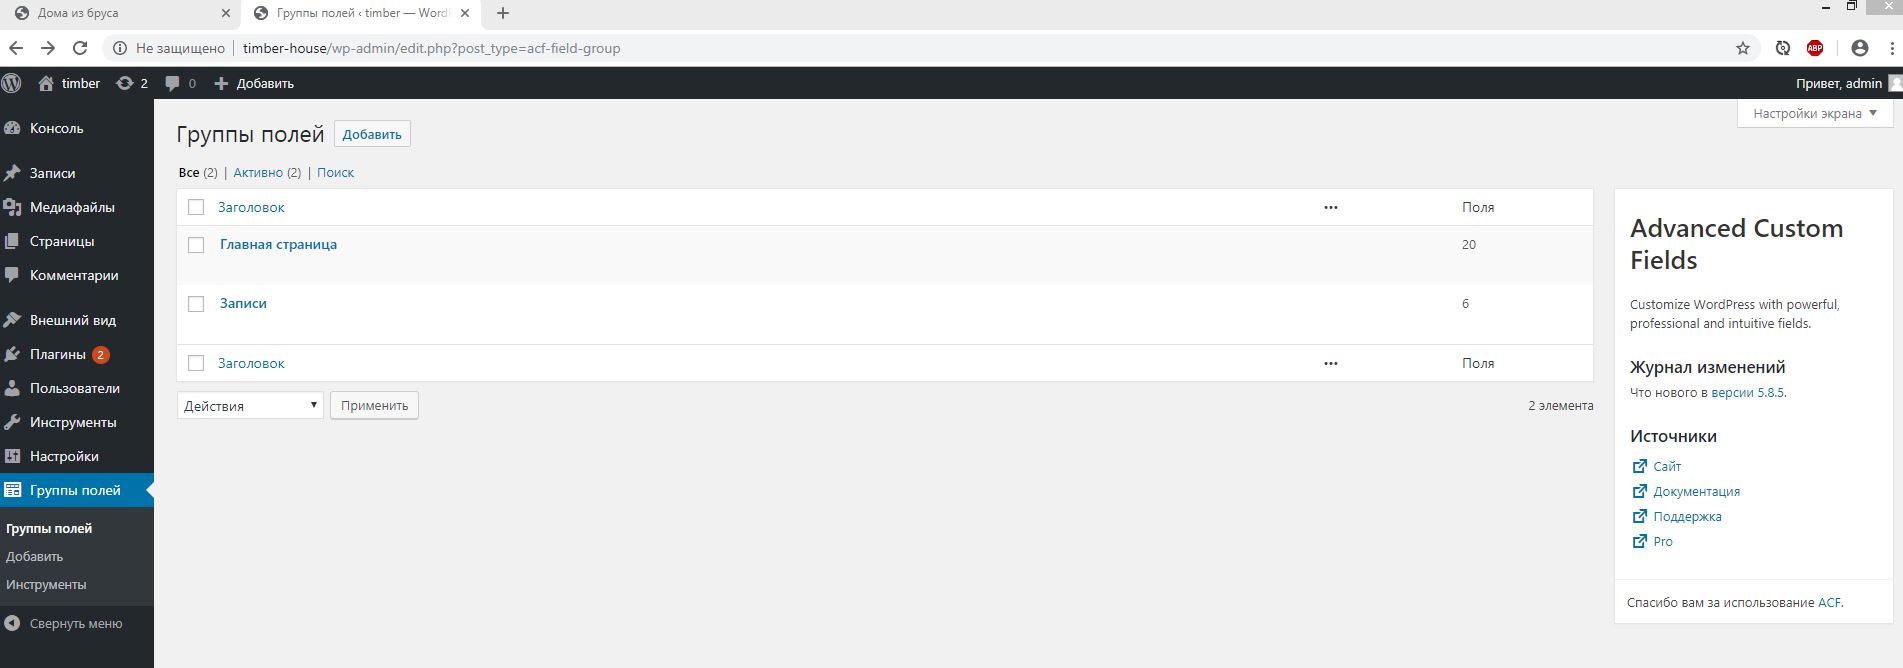 Дома из бруса
Группы полей ‹ timber — Word
Не защищено
timber-house/wp-admin/edit.php?post_type=acf-field-group
ABP
timber
2
0
Добавить
Привет, admin
Консоль
Записи
Медиафайлы
Страницы
Комментарии
Внешний вид
Плагины 2
Пользователи
Инструменты
Настройки
Группы полей
Группы полей
Добавить
Инструменты
Свернуть меню
Настройки экрана
Группы полей
Добавить
Все (2) | Активно (2) | Поиск
Заголовок ••• Поля
Главная страница 20
Записи 6
Заголовок ••• Поля
Действия
Применить
2 элемента
Advanced Custom
Fields
Customize WordPress with powerful,
professional and intuitive fields.
Журнал изменений
Что нового в версии 5.8.5.
Источники
Сайт
Документация
Поддержка
Pro
Спасибо вам за использование ACF.